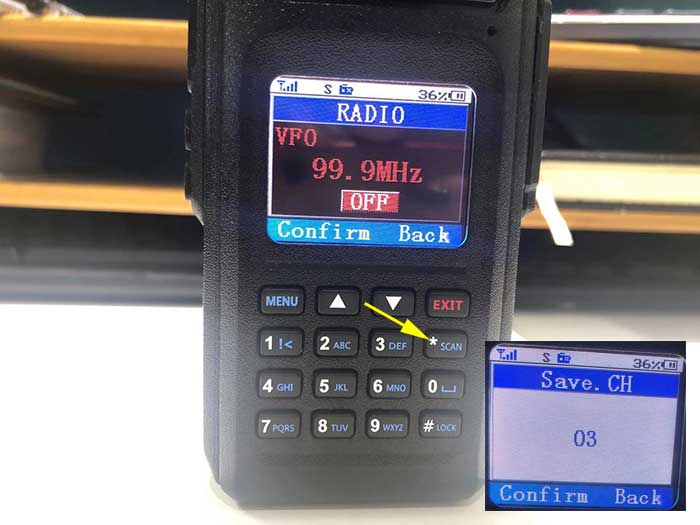 S 36%
RADIO
VFO
99.9MHz
OFF
Confirm Back
MENU ▲ ▼ EXIT
1 !< 2 ABC 3 DEF * SCAN
4 GHI 5 JKL 6 MNO 0
7 PQRS 8 TUV 9 WXYZ # LOCK
S 36%
Save.CH
03
Confirm Back